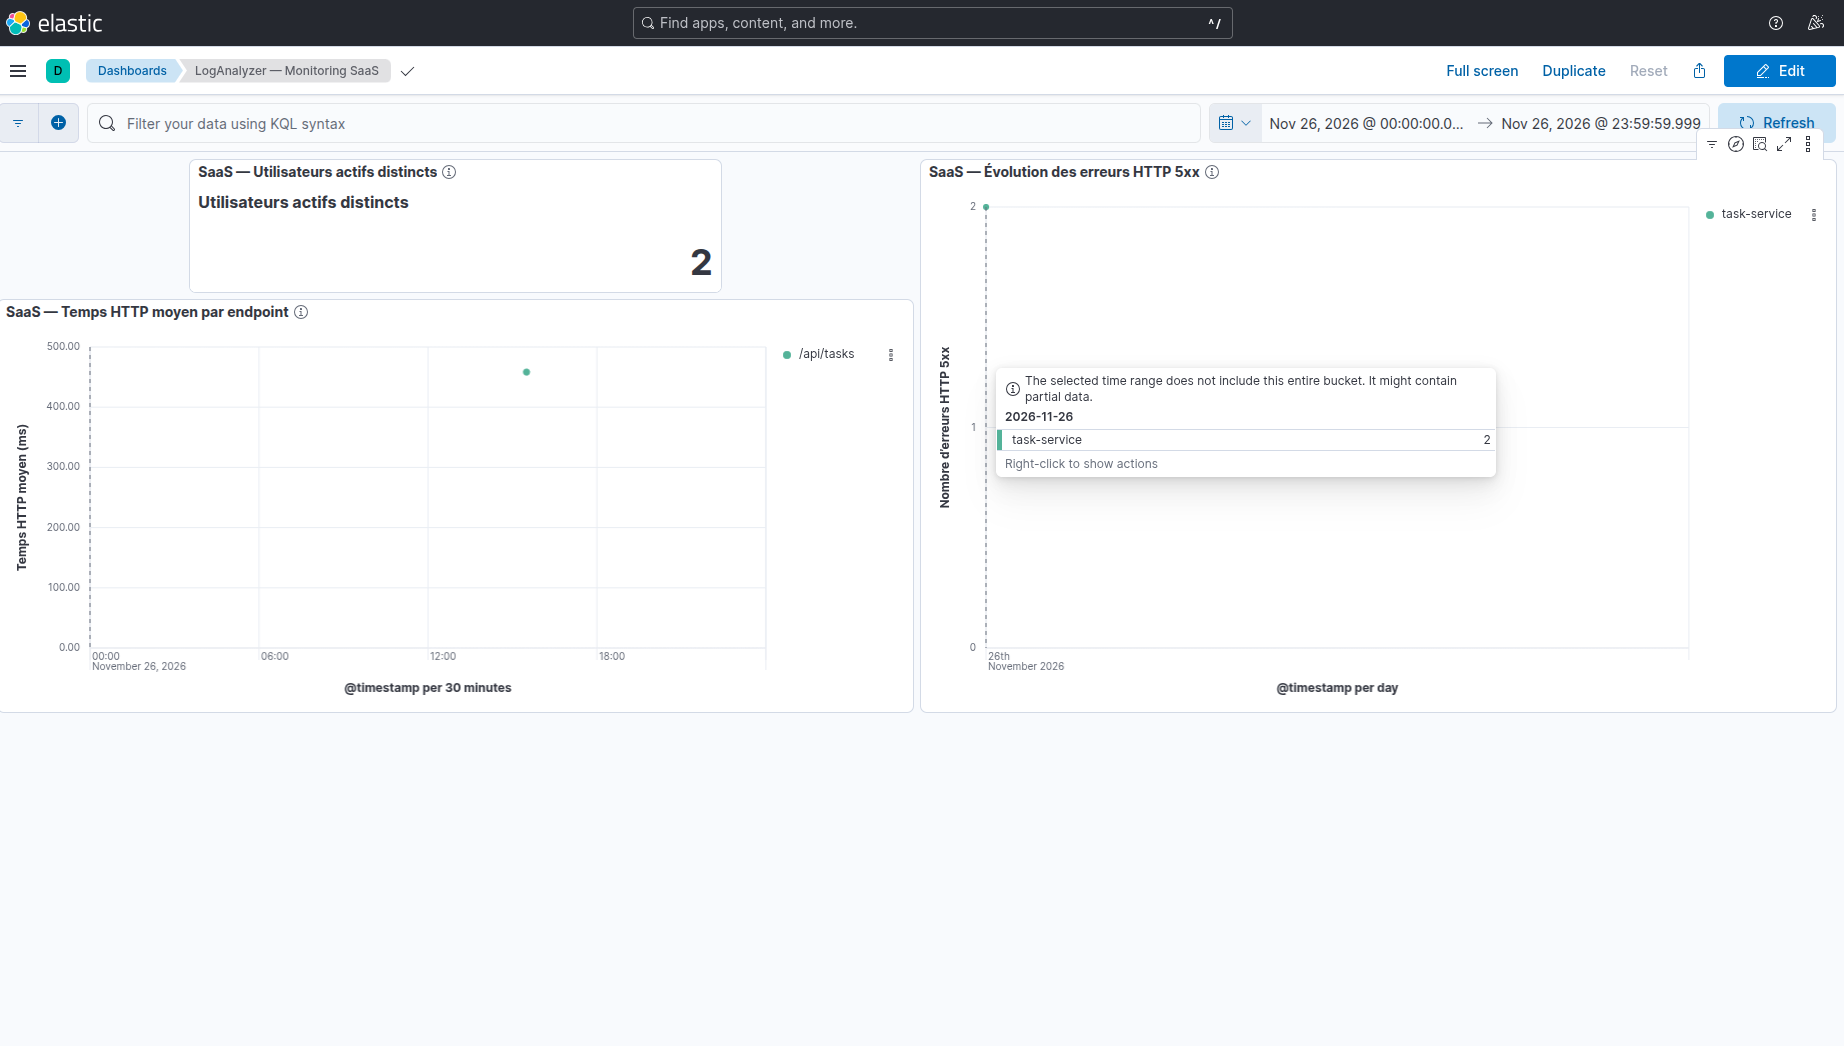 elastic
Find apps, content, and more.
^/
D
Dashboards
LogAnalyzer — Monitoring SaaS
Full screen
Duplicate
Reset
Edit
Filter your data using KQL syntax
Nov 26, 2026 @ 00:00:00.0...
Nov 26, 2026 @ 23:59:59.999
Refresh
SaaS — Utilisateurs actifs distincts
Utilisateurs actifs distincts
2
SaaS — Temps HTTP moyen par endpoint
Temps HTTP moyen (ms)
500.00
400.00
300.00
200.00
100.00
0.00
00:00
06:00
12:00
18:00
November 26, 2026
@timestamp per 30 minutes
/api/tasks
SaaS — Évolution des erreurs HTTP 5xx
Nombre d'erreurs HTTP 5xx
2
1
0
26th
November 2026
@timestamp per day
task-service
The selected time range does not include this entire bucket. It might contain
partial data.
2026-11-26
task-service 2
Right-click to show actions